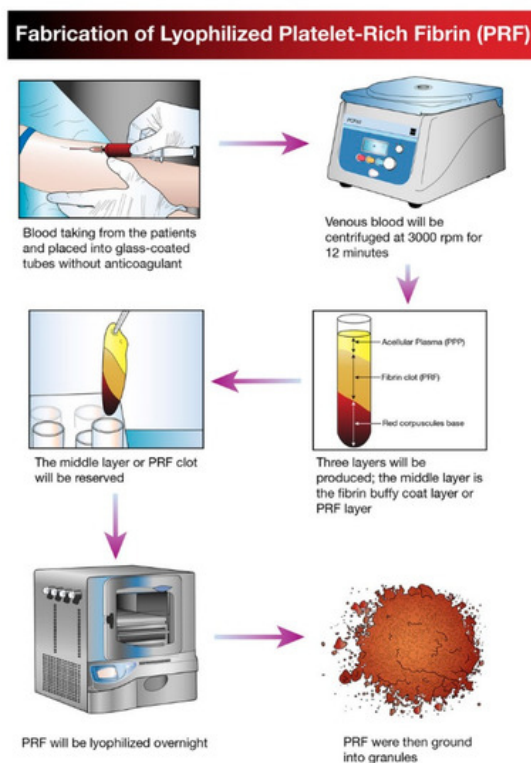 Fabrication of Lyophilized Platelet-Rich Fibrin (PRF)
Blood taking from the patients
and placed into glass-coated
tubes without anticoagulant
Venous blood will be
centrifuged at 3000 rpm for
12 minutes
The middle layer or PRF clot
will be reserved
Acellular Plasma (PPP)
Fibrin clot (PRF)
Red corpuscules base
Three layers will be
produced; the middle layer is
the fibrin buffy coat layer or
PRF layer
PRF will be lyophilized overnight
PRF were then ground
into granules